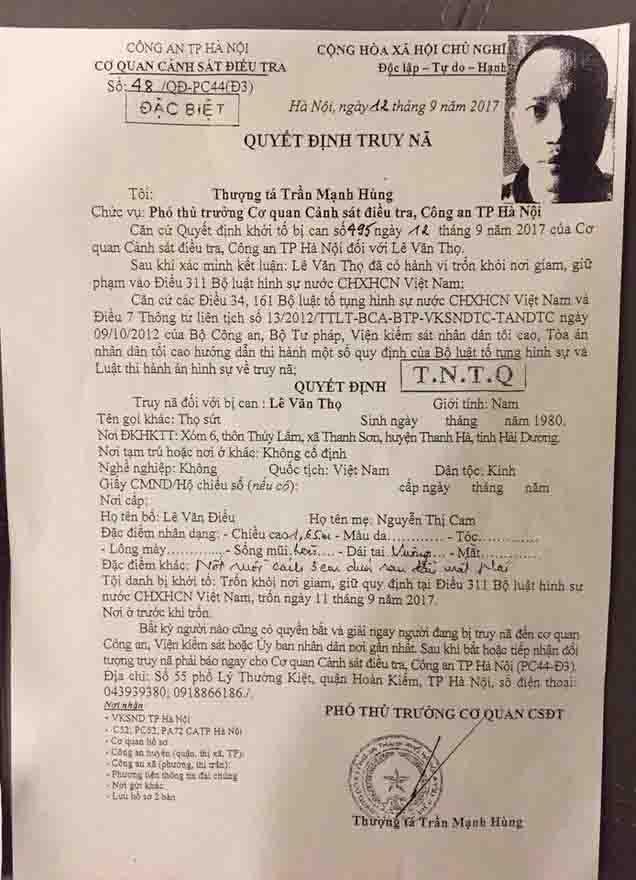 CÔNG AN TP HÀ NỘI
CƠ QUAN CẢNH SÁT ĐIỀU TRA
Số: 48 /QĐ-PC44(Đ3)
ĐẶC BIỆT
CỘNG HÒA XÃ HỘI CHỦ NGHĨ
Độc lập – Tự do – Hạnh
Hà Nội, ngày 12 tháng 9 năm 2017
QUYẾT ĐỊNH TRUY NÃ
Tôi: Thượng tá Trần Mạnh Hùng
Chức vụ: Phó thủ trưởng Cơ quan Cảnh sát điều tra, Công an TP Hà Nội
Căn cứ Quyết định khởi tố bị can số 495 ngày 12 tháng 9 năm 2017 của Cơ
quan Cảnh sát điều tra, Công an TP Hà Nội đối với Lê Văn Thọ.
Sau khi xác minh kết luận: Lê Văn Thọ đã có hành vi trốn khỏi nơi giam, giữ
phạm vào Điều 311 Bộ luật hình sự nước CHXHCN Việt Nam;
Căn cứ các Điều 34, 161 Bộ luật tố tụng hình sự nước CHXHCN Việt Nam và
Điều 7 Thông tư liên tịch số 13/2012/TTLT-BCA-BTP-VKSNDTC-TANDTC ngày
09/10/2012 của Bộ Công an, Bộ Tư pháp, Viện kiểm sát nhân dân tối cao, Tòa án
nhân dân tối cao hướng dẫn thi hành một số quy định của Bộ luật tố tụng hình sự và
Luật thi hành án hình sự về truy nã;
T.N.T.Q
QUYẾT ĐỊNH
Truy nã đối với bị can : Lê Văn Thọ Giới tính: Nam
Tên gọi khác: Thọ sứt Sinh ngày tháng năm 1980.
Nơi ĐKHKTT: Xóm 6, thôn Thúy Lâm, xã Thanh Sơn, huyện Thanh Hà, tỉnh Hải Dương.
Nơi tạm trú hoặc nơi ở khác: Không cố định
Nghề nghiệp: Không Quốc tịch: Việt Nam Dân tộc: Kinh
Giấy CMND/Hộ chiếu số (nếu có): cấp ngày tháng năm
Nơi cấp:
Họ tên bố: Lê Văn Điều Họ tên mẹ: Nguyễn Thị Cam
Đặc điểm nhân dạng: - Chiều cao 1,65m - Màu da............ - Tóc............
- Lông mày............. - Sống mũi. - Dái tai Vuông... - Mắt............
Đặc điểm khác: Nốt ruồi cách 3cm dưới sau đuôi mắt phải
Tội danh bị khởi tố: Trốn khỏi nơi giam, giữ quy định tại Điều 311 Bộ luật hình sự
nước CHXHCN Việt Nam, trốn ngày 11 tháng 9 năm 2017.
Nơi ở trước khi trốn.
Bất kỳ người nào cũng có quyền bắt và giải ngay người đang bị truy nã đến cơ quan
Công an, Viện kiểm sát hoặc Ủy ban nhân dân nơi gần nhất. Sau khi bắt hoặc tiếp nhận đối
tượng truy nã phải báo ngay cho Cơ quan Cảnh sát điều tra, Công an TP Hà Nội (PC44-Đ3).
Địa chỉ: Số 55 phố Lý Thường Kiệt, quận Hoàn Kiếm, TP Hà Nội, số điện thoại:
043939380; 0918866186./.
Nơi nhận
- VKSND TP Hà Nội
- C52; PC52, PA72 CATP Hà Nội
- Cơ quan hồ sơ
- Công an huyện (quận, thị xã, TP):
- Công an xã (phường, thị trấn):
- Phương tiện thông tin đại chúng
- Nơi gửi khác
- Lưu hồ sơ 2 bản
PHÓ THỦ TRƯỞNG CƠ QUAN CSĐT
Thượng tá Trần Mạnh Hùng